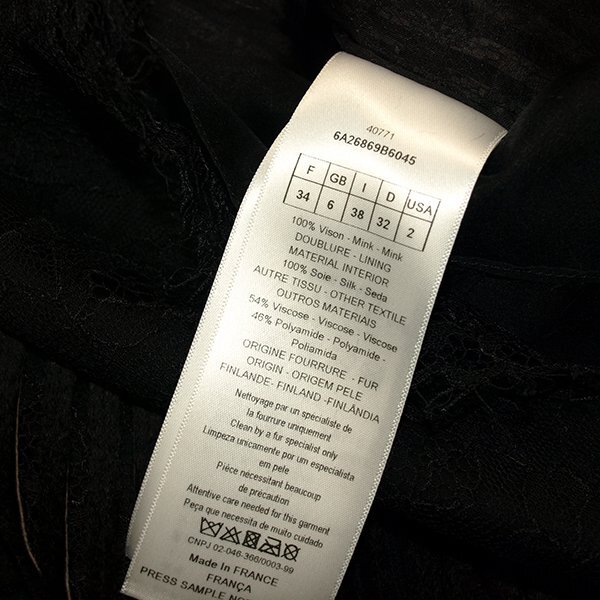 40771
6A26869B6045
F GB I D USA
34 6 38 32 2
100% Vison - Mink - Mink
DOUBLURE - LINING
MATERIAL INTERIOR
100% Soie - Silk - Seda
AUTRE TISSU - OTHER TEXTILE
OUTROS MATERIAIS
54% Viscose - Viscose - Viscose
46% Polyamide - Polyamide -
Poliamida
ORIGINE FOURRURE - FUR
ORIGIN - ORIGEM PELE
FINLANDE- FINLAND -FINLÂNDIA
Nettoyage par un spécialiste de
la fourrure uniquement
Clean by a fur specialist only
Limpeza unicamente por um especialista
em pele
Pièce nécessitant beaucoup
de précaution
Attentive care needed for this garment
Peça que necessita de muito cuidado
CNPJ 02-046-366/0003-99
Made In FRANCE
FRANÇA
PRESS SAMPLE